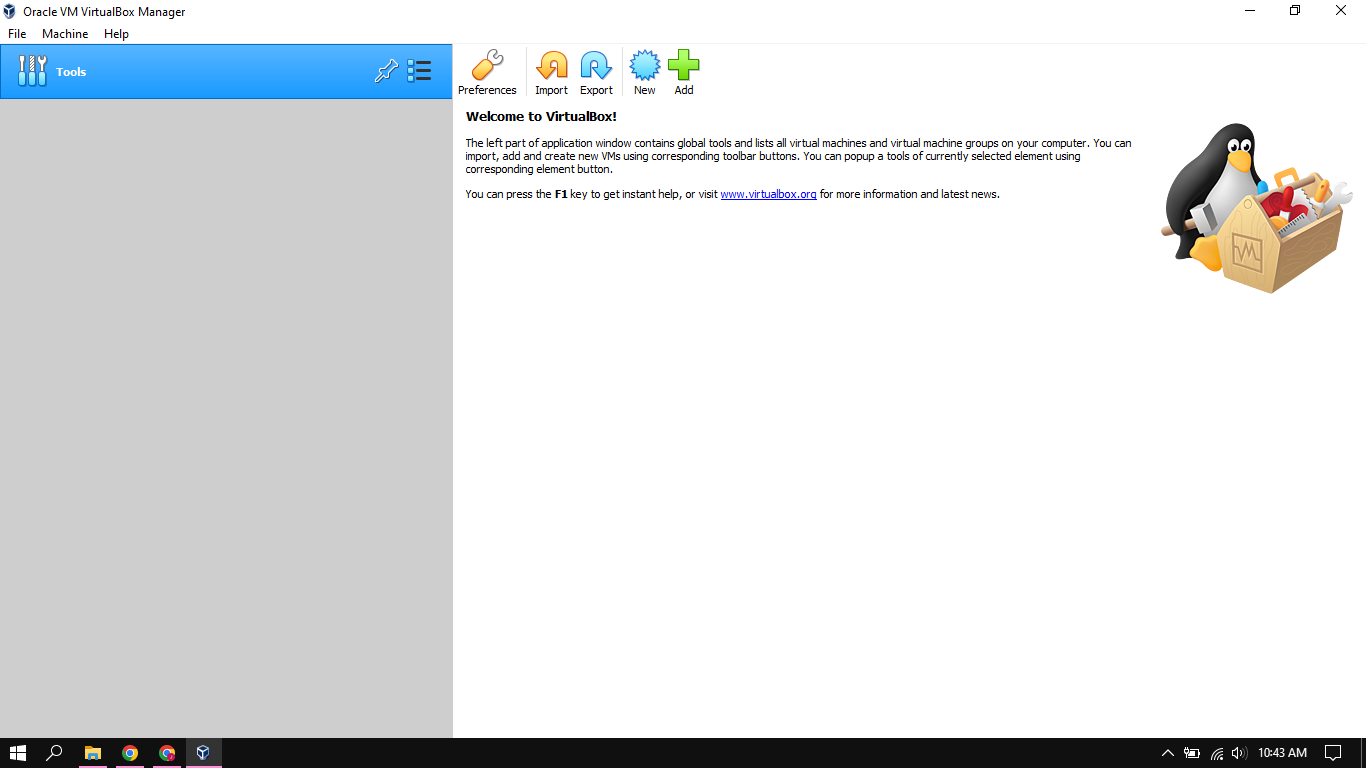 Oracle VM VirtualBox Manager
File Machine Help
Tools
Preferences Import Export New Add
Welcome to VirtualBox!
The left part of application window contains global tools and lists all virtual machines and virtual machine groups on your computer. You can
import, add and create new VMs using corresponding toolbar buttons. You can popup a tools of currently selected element using
corresponding element button.
You can press the F1 key to get instant help, or visit www.virtualbox.org for more information and latest news.
10:43 AM